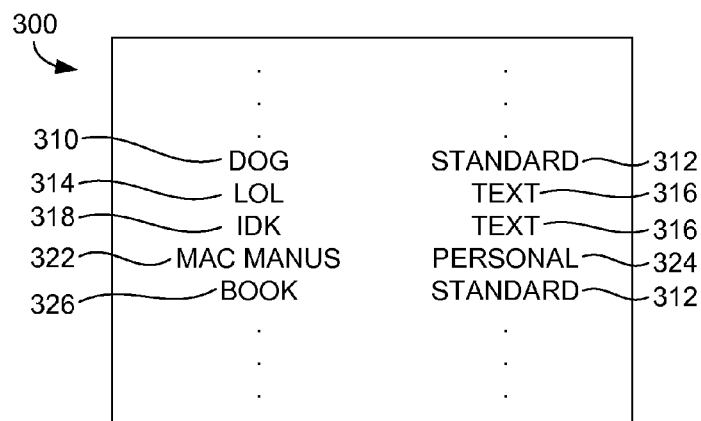 300
310 DOG STANDARD 312
314 LOL TEXT 316
318 IDK TEXT 316
322 MAC MANUS PERSONAL 324
326 BOOK STANDARD 312